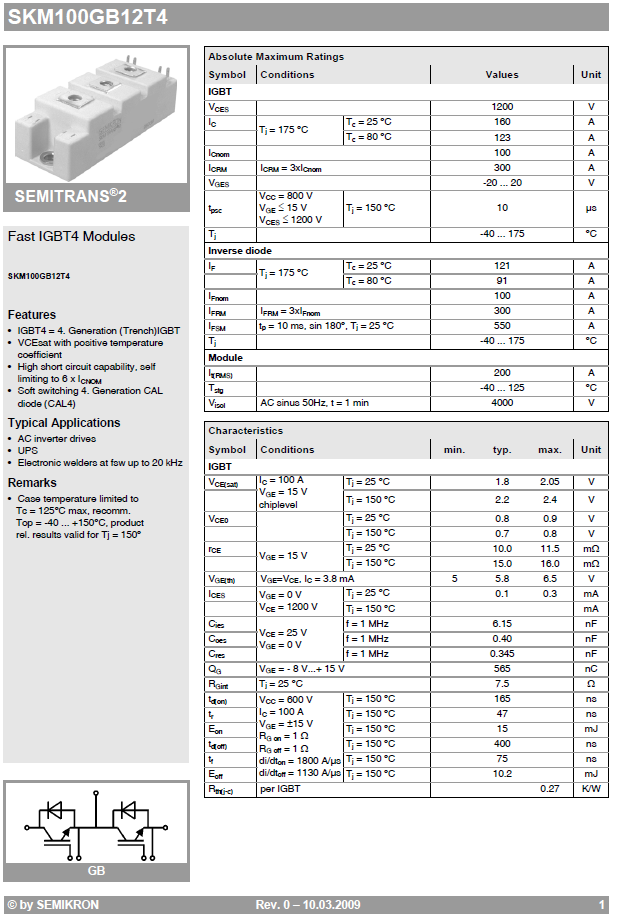 SKM100GB12T4
SEMITRANS®2
Fast IGBT4 Modules
SKM100GB12T4
Features
• IGBT4 = 4. Generation (Trench)IGBT
• VCEsat with positive temperature
coefficient
• High short circuit capability, self
limiting to 6 x ICNOM
• Soft switching 4. Generation CAL
diode (CAL4)
Typical Applications
• AC inverter drives
• UPS
• Electronic welders at fsw up to 20 kHz
Remarks
• Case temperature limited to
Tc = 125°C max, recomm.
Top = -40 ... +150°C, product
rel. results valid for Tj = 150°
GB
Absolute Maximum Ratings
Symbol Conditions Values Unit
IGBT
VCES 1200 V
IC Tj = 175 °C Tc = 25 °C 160 A
Tc = 80 °C 123 A
ICnom 100 A
ICRM ICRM = 3xICnom 300 A
VGES -20 ... 20 V
tpsc VCC = 800 V
VGE ≤ 15 V Tj = 150 °C 10 µs
VCES ≤ 1200 V
Tj -40 ... 175 °C
Inverse diode
IF Tj = 175 °C Tc = 25 °C 121 A
Tc = 80 °C 91 A
IFnom 100 A
IFRM IFRM = 3xIFnom 300 A
IFSM tp = 10 ms, sin 180°, Tj = 25 °C 550 A
Tj -40 ... 175 °C
Module
It(RMS) 200 A
Tstg -40 ... 125 °C
Visol AC sinus 50Hz, t = 1 min 4000 V
Characteristics
Symbol Conditions min. typ. max. Unit
IGBT
VCE(sat) IC = 100 A Tj = 25 °C 1.8 2.05 V
VGE = 15 V
chiplevel Tj = 150 °C 2.2 2.4 V
VCE0 Tj = 25 °C 0.8 0.9 V
Tj = 150 °C 0.7 0.8 V
rCE VGE = 15 V Tj = 25 °C 10.0 11.5 mΩ
Tj = 150 °C 15.0 16.0 mΩ
VGE(th) VGE=VCE, IC = 3.8 mA 5 5.8 6.5 V
ICES VGE = 0 V Tj = 25 °C 0.1 0.3 mA
VCE = 1200 V Tj = 150 °C mA
Cies VCE = 25 V f = 1 MHz 6.15 nF
Coes VGE = 0 V f = 1 MHz 0.40 nF
Cres f = 1 MHz 0.345 nF
QG VGE = - 8 V...+ 15 V 565 nC
RGint Tj = 25 °C 7.5 Ω
td(on) VCC = 600 V Tj = 150 °C 165 ns
tr IC = 100 A Tj = 150 °C 47 ns
Eon VGE = ±15 V Tj = 150 °C 15 mJ
td(off) RG on = 1 Ω Tj = 150 °C 400 ns
tf RG off = 1 Ω Tj = 150 °C 75 ns
di/dton = 1800 A/µs
Eoff di/dtoff = 1130 A/µs Tj = 150 °C 10.2 mJ
Rth(j-c) per IGBT 0.27 K/W
© by SEMIKRON Rev. 0 – 10.03.2009 1